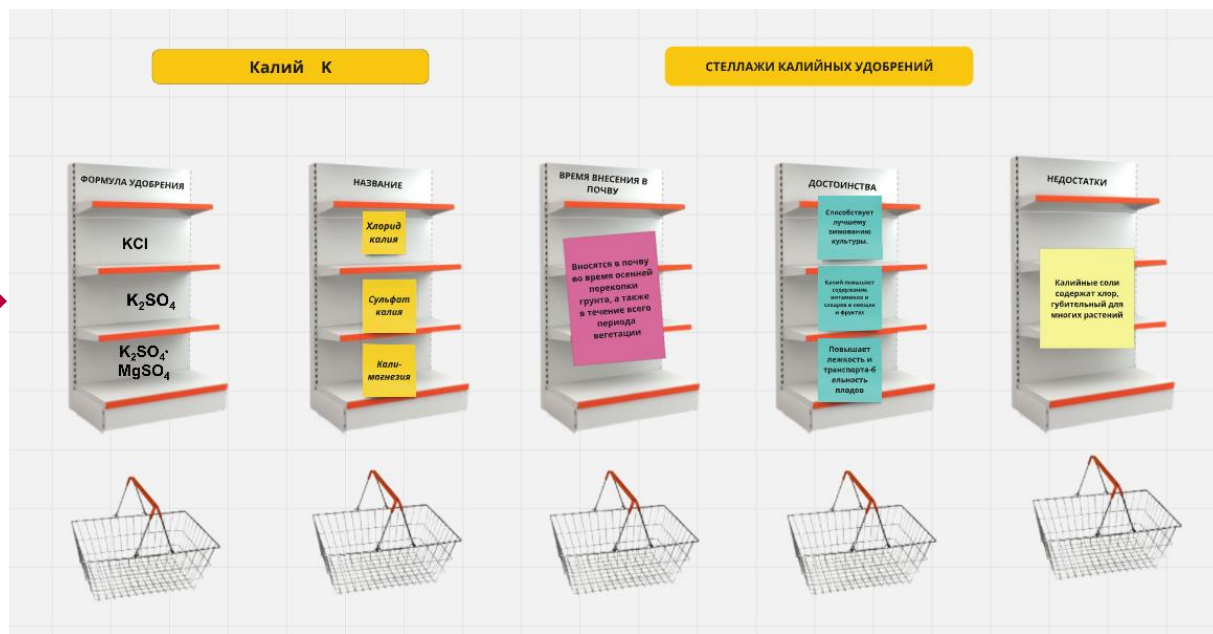 Калий K
СТЕЛЛАЖИ КАЛИЙНЫХ УДОБРЕНИЙ
ФОРМУЛА УДОБРЕНИЯ
KCl
K₂SO₄
K₂SO₄·
MgSO₄
НАЗВАНИЕ
Хлорид
калия
Сульфат
калия
Кали-
магнезия
ВРЕМЯ ВНЕСЕНИЯ В
ПОЧВУ
Вносятся в почву
во время осенней
перекопки
грунта, а также
в течение всего
периода
вегетации
ДОСТОИНСТВА
Способствует
лучшему
зимованию
культуры.
Калий повышает
содержание
витаминов и
сахаров в овощах
и фруктах
Повышает
лежкость и
транспорта-б
ельность
плодов
НЕДОСТАТКИ
Калийные соли
содержат хлор,
губительный для
многих растений